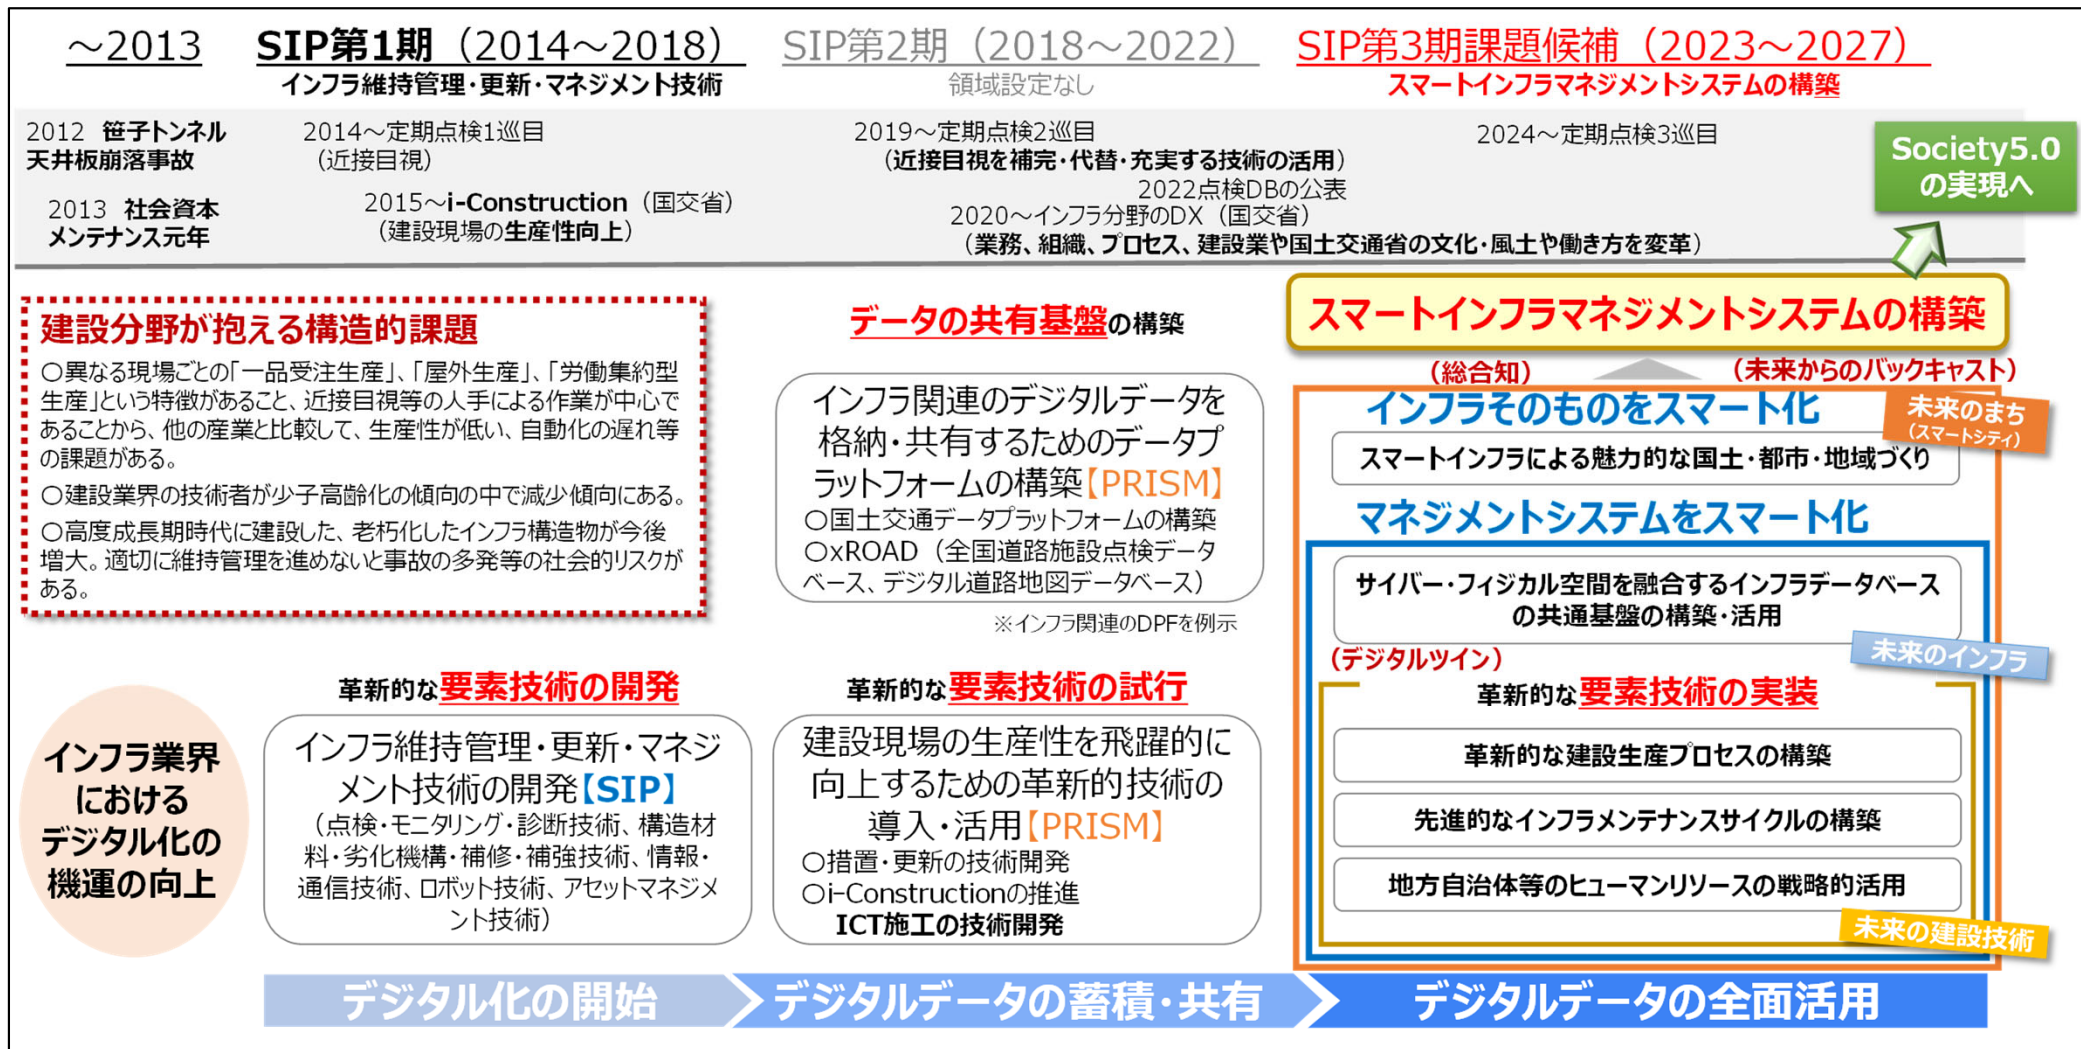 ～2013
SIP第1期（2014～2018）
インフラ維持管理・更新・マネジメント技術
SIP第2期（2018～2022）
領域設定なし
SIP第3期課題候補（2023～2027）
スマートインフラマネジメントシステムの構築
2012 笹子トンネル
天井板崩落事故
2013 社会資本
メンテナンス元年
2014～定期点検1巡目
（近接目視）
2015～i-Construction（国交省）
（建設現場の生産性向上）
2019～定期点検2巡目
（近接目視を補完・代替・充実する技術の活用）
2022点検DBの公表
2020～インフラ分野のDX（国交省）
（業務、組織、プロセス、建設業や国土交通省の文化・風土や働き方を変革）
2024～定期点検3巡目
Society5.0
の実現へ
建設分野が抱える構造的課題
○異なる現場ごとの「一品受注生産」、「屋外生産」、「労働集約型
生産」という特徴があること、近接目視等の人手による作業が中心で
あることから、他の産業と比較して、生産性が低い、自動化の遅れ等
の課題がある。
○建設業界の技術者が少子高齢化の傾向の中で減少傾向にある。
○高度成長期時代に建設した、老朽化したインフラ構造物が今後
増大。適切に維持管理を進めないと事故の多発等の社会的リスクが
ある。
データの共有基盤の構築
インフラ関連のデジタルデータを
格納・共有するためのデータプ
ラットフォームの構築【PRISM】
○国土交通データプラットフォームの構築
○xROAD（全国道路施設点検データ
ベース、デジタル道路地図データベース）
※インフラ関連のDPFを例示
スマートインフラマネジメントシステムの構築
（総合知）
（未来からのバックキャスト）
インフラそのものをスマート化
未来のまち
（スマートシティ）
スマートインフラによる魅力的な国土・都市・地域づくり
マネジメントシステムをスマート化
サイバー・フィジカル空間を融合するインフラデータベース
の共通基盤の構築・活用
未来のインフラ
（デジタルツイン）
革新的な要素技術の実装
革新的な建設生産プロセスの構築
先進的なインフラメンテナンスサイクルの構築
地方自治体等のヒューマンリソースの戦略的活用
未来の建設技術
インフラ業界
における
デジタル化の
機運の向上
革新的な要素技術の開発
インフラ維持管理・更新・マネジ
メント技術の開発【SIP】
（点検・モニタリング・診断技術、構造材
料・劣化機構・補修・補強技術、情報・
通信技術、ロボット技術、アセットマネジメ
ント技術）
革新的な要素技術の試行
建設現場の生産性を飛躍的に
向上するための革新的技術の
導入・活用【PRISM】
○措置・更新の技術開発
○i-Constructionの推進
ICT施工の技術開発
デジタル化の開始
デジタルデータの蓄積・共有
デジタルデータの全面活用